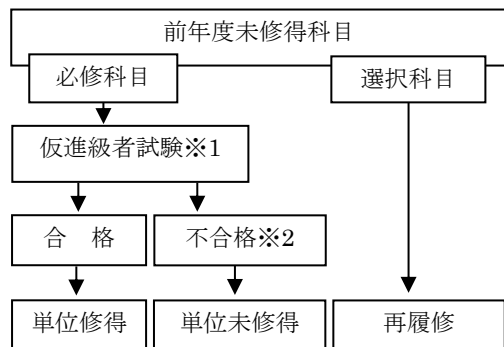 前年度未修得科目
必修科目
選択科目
仮進級者試験※1
合　格
不合格※2
単位修得
単位未修得
再履修